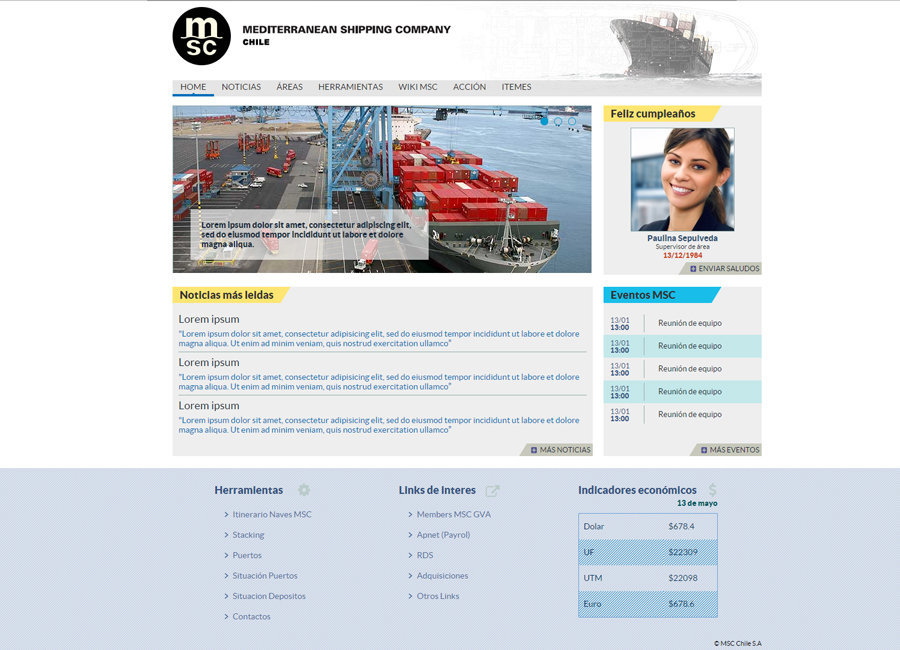 msc
MEDITERRANEAN SHIPPING COMPANY
CHILE
HOME NOTICIAS ÁREAS HERRAMIENTAS WIKI MSC ACCIÓN ITEMES
Lorem ipsum dolor sit amet, consectetur adipiscing elit,
sed do eiusmod tempor incididunt ut labore et dolore
magna aliqua.
Feliz cumpleaños
Paulina Sepulveda
Supervisor de área
13/12/1984
ENVIAR SALUDOS
Noticias más leidas
Lorem ipsum
"Lorem ipsum dolor sit amet, consectetur adipisicing elit, sed do eiusmod tempor incididunt ut labore et dolore
magna aliqua. Ut enim ad minim veniam, quis nostrud exercitation ullamco"
Lorem ipsum
"Lorem ipsum dolor sit amet, consectetur adipisicing elit, sed do eiusmod tempor incididunt ut labore et dolore
magna aliqua. Ut enim ad minim veniam, quis nostrud exercitation ullamco"
Lorem ipsum
"Lorem ipsum dolor sit amet, consectetur adipisicing elit, sed do eiusmod tempor incididunt ut labore et dolore
magna aliqua. Ut enim ad minim veniam, quis nostrud exercitation ullamco"
MÁS NOTICIAS
Eventos MSC
13/01
13:00 Reunión de equipo
13/01
13:00 Reunión de equipo
13/01
13:00 Reunión de equipo
13/01
13:00 Reunión de equipo
13/01
13:00 Reunión de equipo
MÁS EVENTOS
Herramientas
> Itinerario Naves MSC
> Stacking
> Puertos
> Situación Puertos
> Situacion Depositos
> Contactos
Links de interes
> Members MSC GVA
> Apnet (Payrol)
> RDS
> Adquisiciones
> Otros Links
Indicadores económicos $
13 de mayo
Dolar $678.4
UF $22309
UTM $22098
Euro $678.6
© MSC Chile S.A